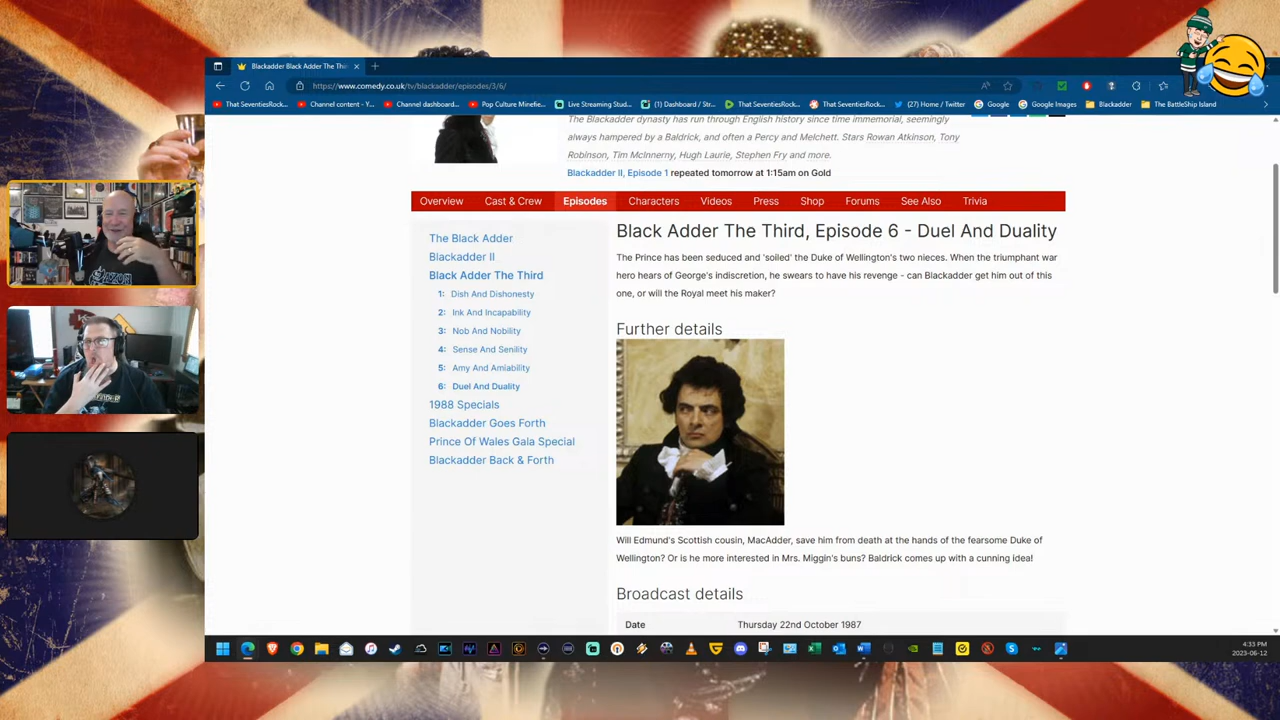 Blackadder Black Adder The Thi
https://www.comedy.co.uk/tv/blackadder/episodes/3/6/
That SeventiesRock...
Channel content - Y...
Channel dashboard...
Pop Culture Minefie...
Live Streaming Stud...
(1) Dashboard / Str...
That SeventiesRock...
That SeventiesRock...
(27) Home / Twitter
Google
Google Images
Blackadder
The BattleShip Island
The Blackadder dynasty has run through English history since time immemorial, seemingly
always hampered by a Baldrick, and often a Percy and Melchett. Stars Rowan Atkinson, Tony
Robinson, Tim McInnerny, Hugh Laurie, Stephen Fry and more.
Blackadder II, Episode 1 repeated tomorrow at 1:15am on Gold
Overview Cast & Crew Episodes Characters Videos Press Shop Forums See Also Trivia
The Black Adder
Blackadder II
Black Adder The Third
1: Dish And Dishonesty
2: Ink And Incapability
3: Nob And Nobility
4: Sense And Senility
5: Amy And Amiability
6: Duel And Duality
1988 Specials
Blackadder Goes Forth
Prince Of Wales Gala Special
Blackadder Back & Forth
Black Adder The Third, Episode 6 - Duel And Duality
The Prince has been seduced and 'soiled' the Duke of Wellington's two nieces. When the triumphant war
hero hears of George's indiscretion, he swears to have his revenge - can Blackadder get him out of this
one, or will the Royal meet his maker?
Further details
Will Edmund's Scottish cousin, MacAdder, save him from death at the hands of the fearsome Duke of
Wellington? Or is he more interested in Mrs. Miggin's buns? Baldrick comes up with a cunning idea!
Broadcast details
Date Thursday 22nd October 1987
4:33 PM
2023-06-12